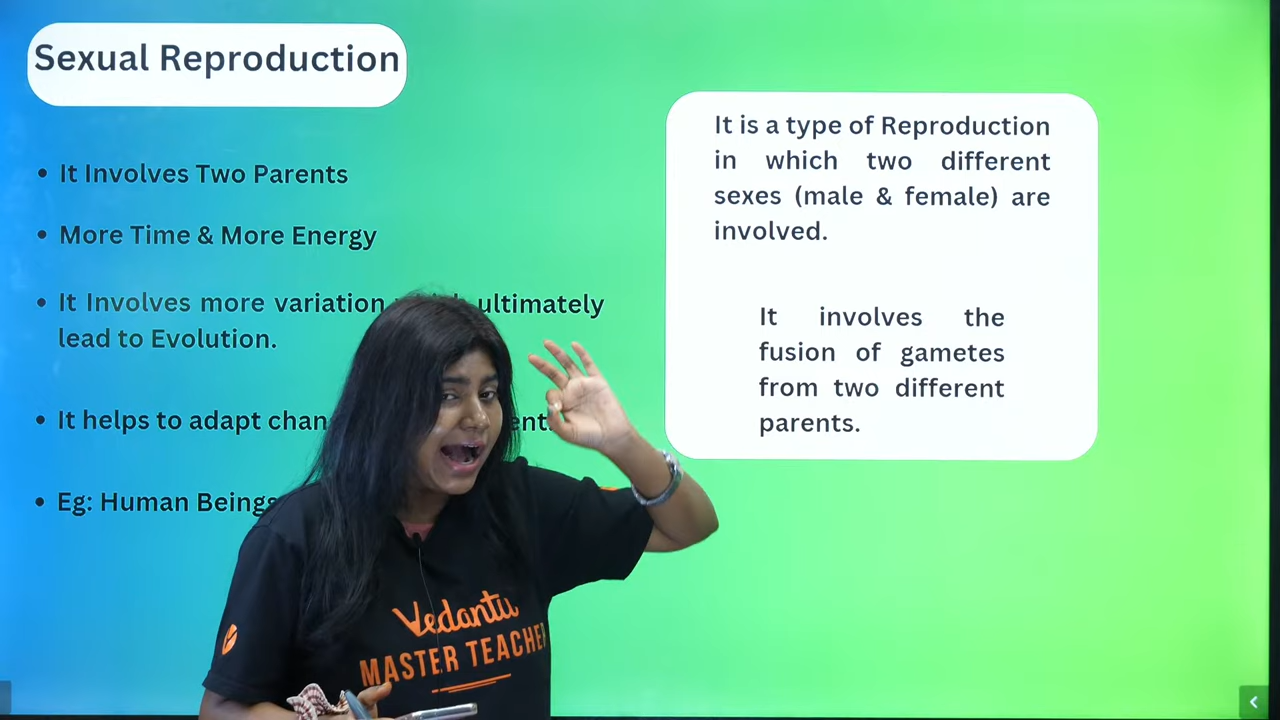 Sexual Reproduction
It Involves Two Parents
More Time & More Energy
It Involves more variation ultimately
lead to Evolution.
It helps to adapt
Eg: Human Beings
It is a type of Reproduction
in which two different
sexes (male & female) are
involved.
It involves the
fusion of gametes
from two different
parents.
Vedantu
MASTER TEACHER